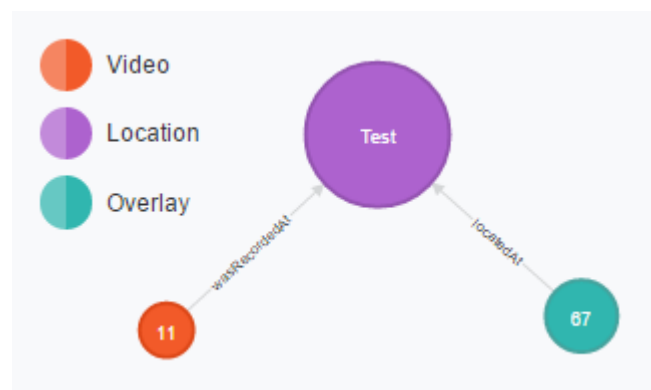 Video
Location
Overlay
Test
wasRecordedAt
locatedAt
11
67